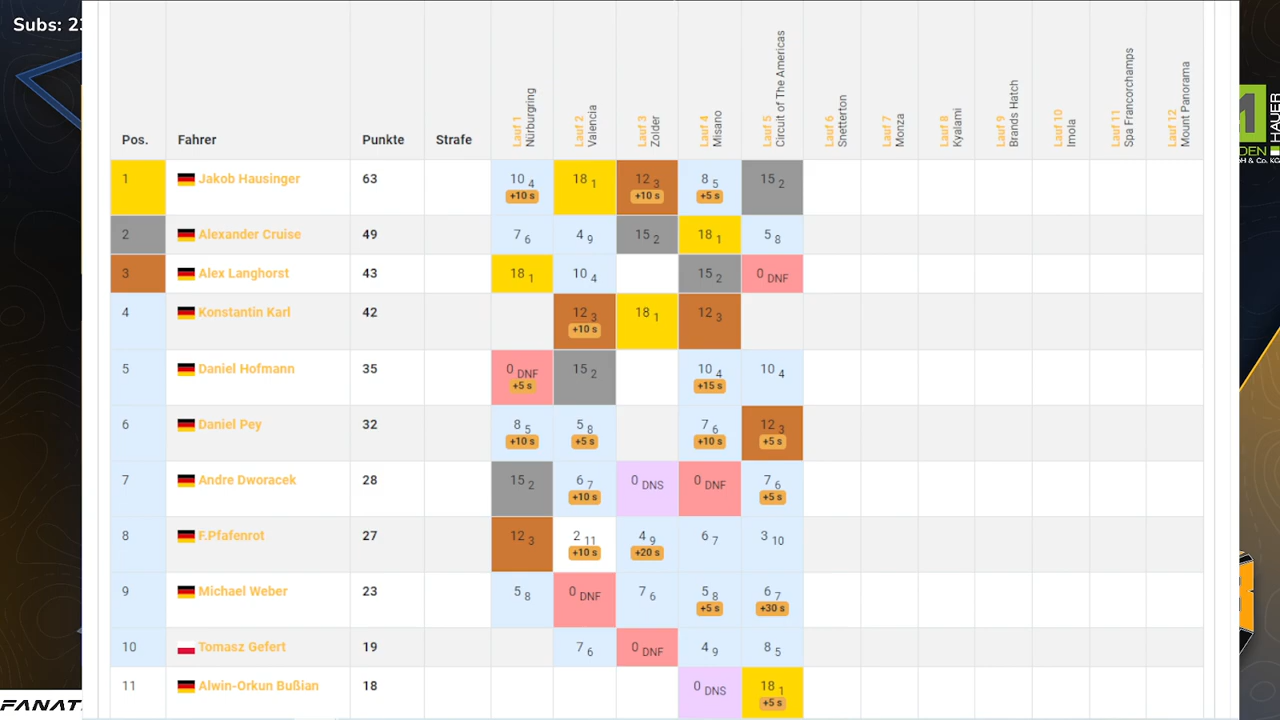 Subs: 2
Pos. Fahrer Punkte Strafe Lauf 1 Nürburgring Lauf 2 Valencia Lauf 3 Zolder Lauf 4 Misano Lauf 5 Circuit of The Americas Lauf 6 Snetterton Lauf 7 Monza Lauf 8 Kyalami Lauf 9 Brands Hatch Lauf 10 Imola Lauf 11 Spa Francorchamps Lauf 12 Mount Panorama
1 Jakob Hausinger 63 10 4 18 1 12 3 8 5 15 2
+10 s +10 s +5 s
2 Alexander Cruise 49 7 6 4 9 15 2 18 1 5 8
3 Alex Langhorst 43 18 1 10 4 15 2 0 DNF
4 Konstantin Karl 42 12 3 18 1 12 3
+10 s
5 Daniel Hofmann 35 0 DNF 15 2 10 4 10 4
+5 s +15 s
6 Daniel Pey 32 8 5 5 8 7 6 12 3
+10 s +5 s +10 s +5 s
7 Andre Dworacek 28 15 2 6 7 0 DNS 0 DNF 7 6
+10 s +5 s
8 F.Pfafenrot 27 12 3 2 11 4 9 6 7 3 10
+10 s +20 s
9 Michael Weber 23 5 8 0 DNF 7 6 5 8 6 7
+5 s +30 s
10 Tomasz Gefert 19 7 6 0 DNF 4 9 8 5
11 Alwin-Orkun Bußian 18 0 DNS 18 1
+5 s
FANAT
HAUER
DEN
H & Co. KG